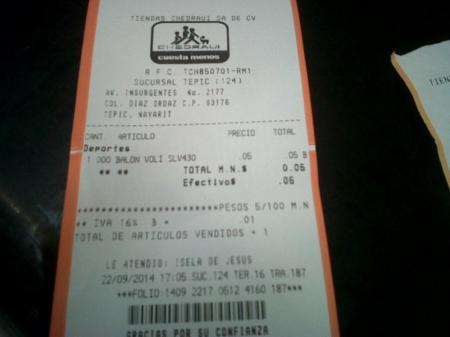 TIENDAS CHEDRAUI SA DE CV
CHEDRAUI
cuesta menos
R.F.C. TCH850701-RM1
SUCURSAL TEPIC (124)
AV. INSURGENTES No. 2177
COL. DIAZ ORDAZ C.P. 63176
TEPIC, NAYARIT
CANT. ARTICULO PRECIO TOTAL
Deportes
1.000 BALON VOLI SLV430 .05 .05 B
** ** TOTAL M.N.$ 0.05
Efectivo$ .05
************************PESOS 5/100 M.N
** IVA 16% B = .01
TOTAL DE ARTICULOS VENDIDOS = 1
LE ATENDIO: ISELA DE JESUS
22/09/2014 17:05 SUC.124 TER.16 TRA.187
***FOLIO:1409 2217 0512 4160 187***
GRACIAS POR SU CONFIANZA
TIEN